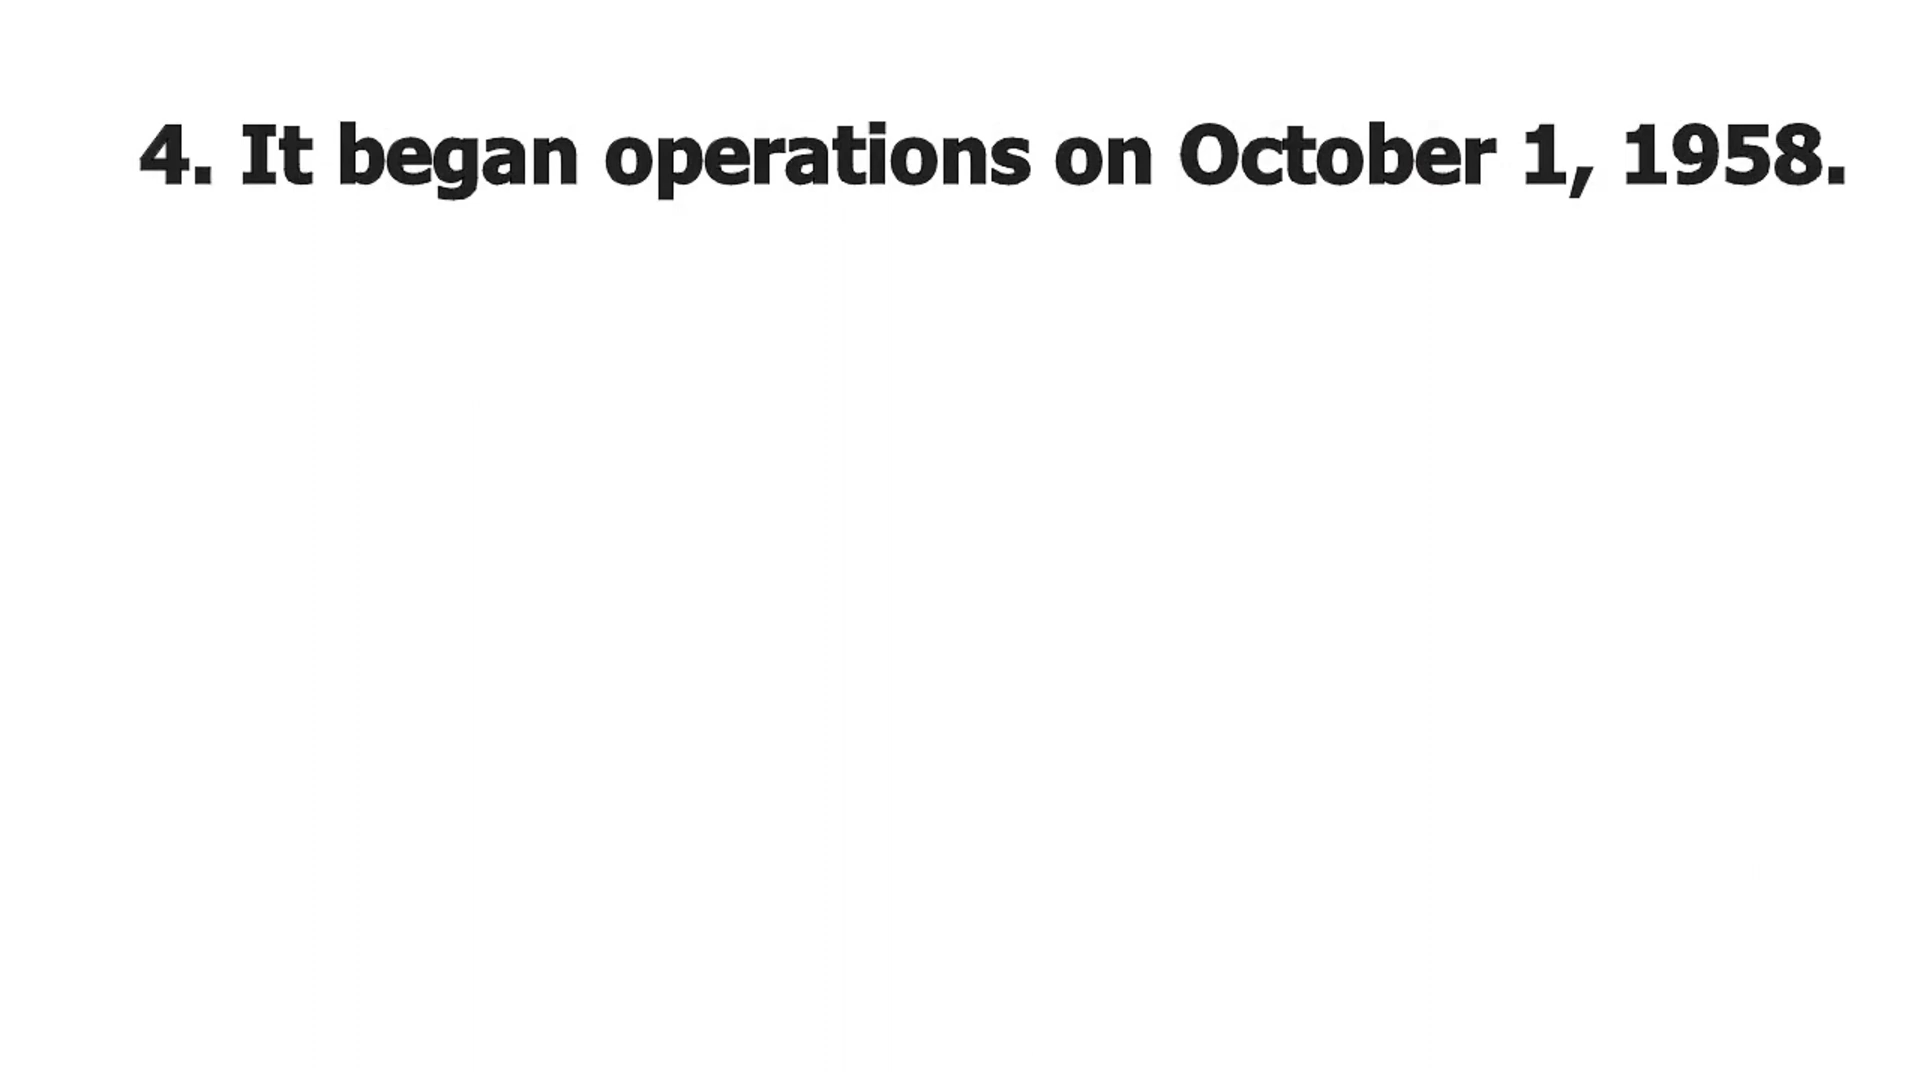 4. It began operations on October 1, 1958.